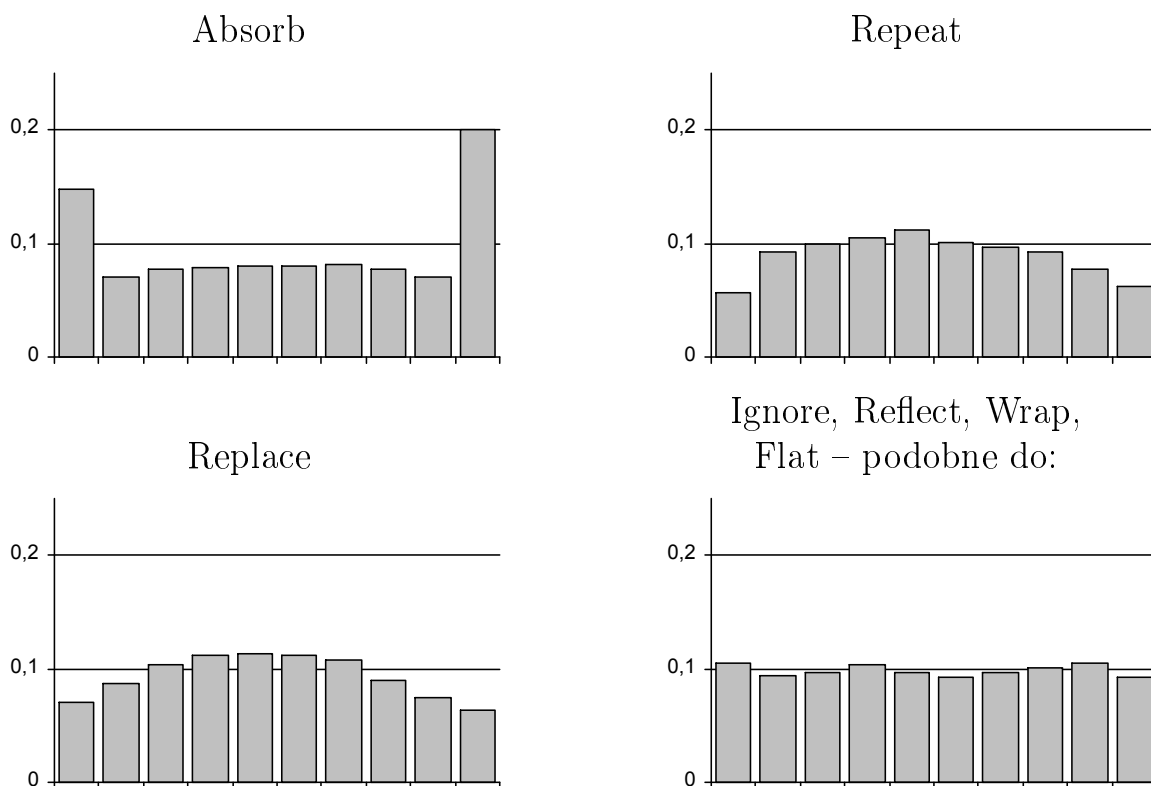 Absorb
0,2
0,1
0
Repeat
0,2
0,1
0
Replace
0,2
0,1
0
Ignore, Reflect, Wrap,
Flat – podobne do:
0,2
0,1
0